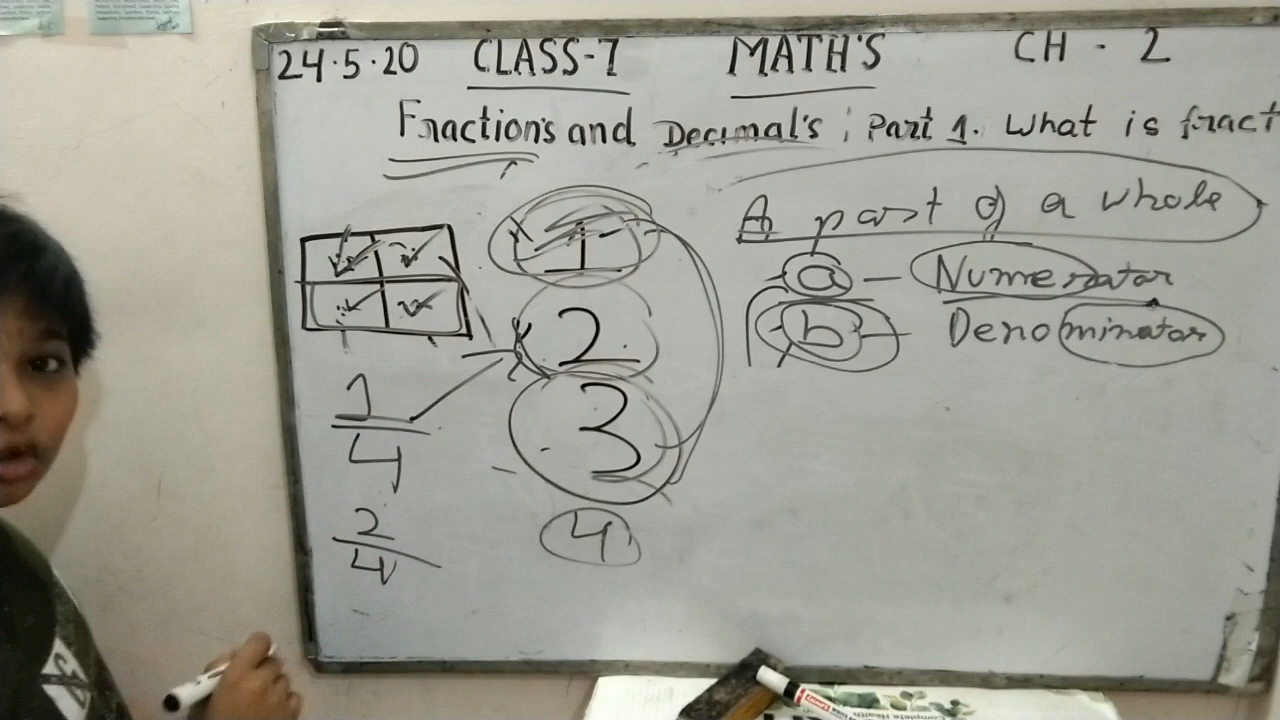 24.5.20 CLASS-7 MATH'S CH - 2
Fraction's and Decimal's ; Part 1. What is fract
A part of a whole
a - Numerator
b - Denominator
1
2
3
4
1
4
2
4